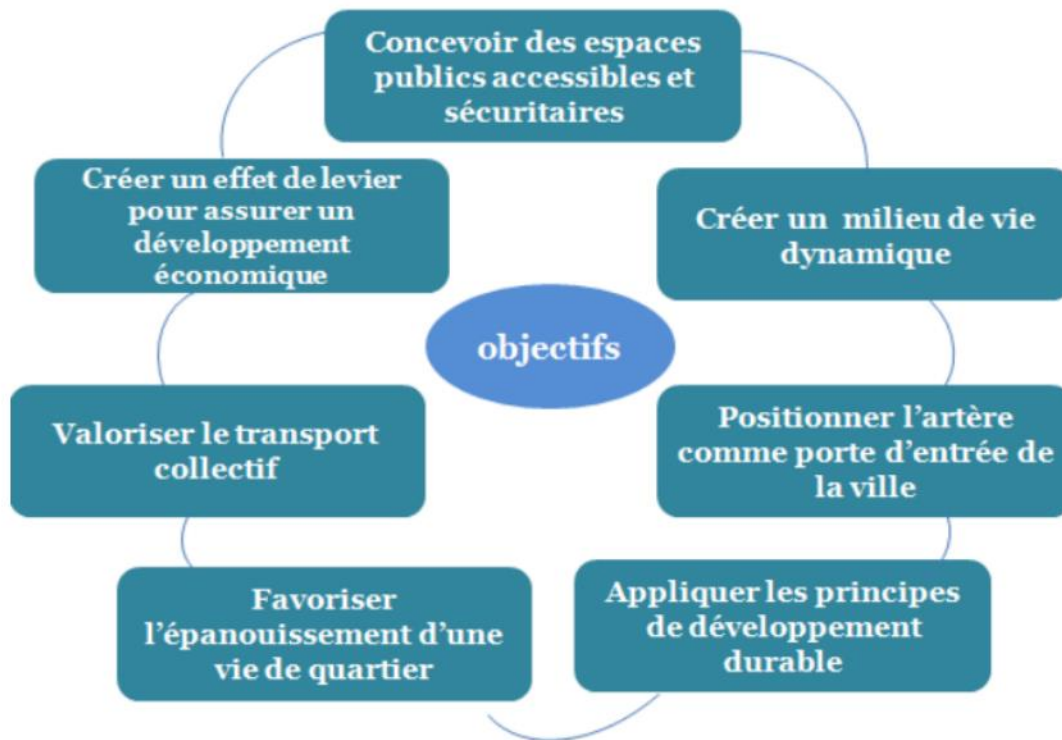 Concevoir des espaces
publics accessibles et
sécuritaires
Créer un effet de levier
pour assurer un
développement
économique
Créer un milieu de vie
dynamique
objectifs
Valoriser le transport
collectif
Positionner l’artère
comme porte d’entrée de
la ville
Favoriser
l’épanouissement d’une
vie de quartier
Appliquer les principes
de développement
durable